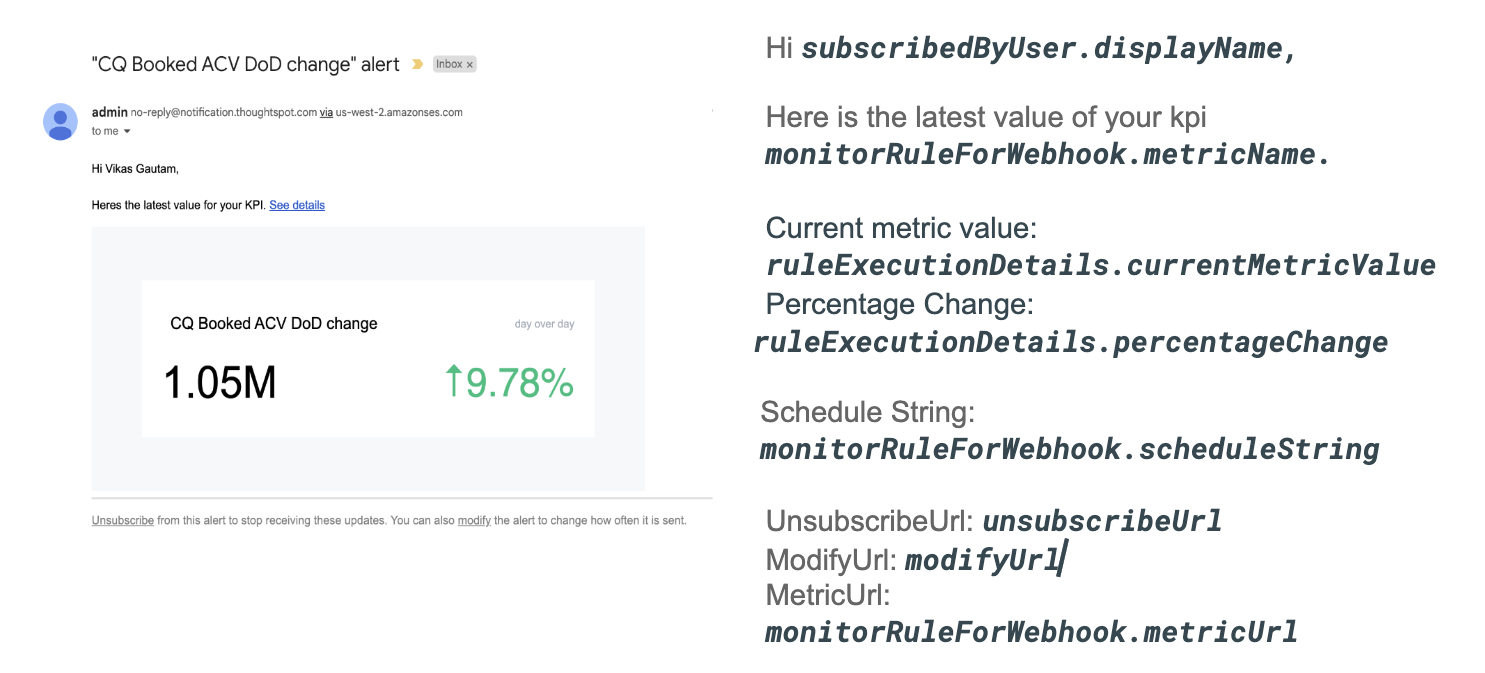 "CQ Booked ACV DoD change" alert Inbox ×
admin no-reply@notification.thoughtspot.com via us-west-2.amazonses.com
to me
Hi Vikas Gautam,
Heres the latest value for your KPI. See details
CQ Booked ACV DoD change day over day
1.05M ↑9.78%
Unsubscribe from this alert to stop receiving these updates. You can also modify the alert to change how often it is sent.
Hi subscribedByUser.displayName,
Here is the latest value of your kpi
monitorRuleForWebhook.metricName.
Current metric value:
ruleExecutionDetails.currentMetricValue
Percentage Change:
ruleExecutionDetails.percentageChange
Schedule String:
monitorRuleForWebhook.scheduleString
UnsubscribeUrl: unsubscribeUrl
ModifyUrl: modifyUrl
MetricUrl:
monitorRuleForWebhook.metricUrl